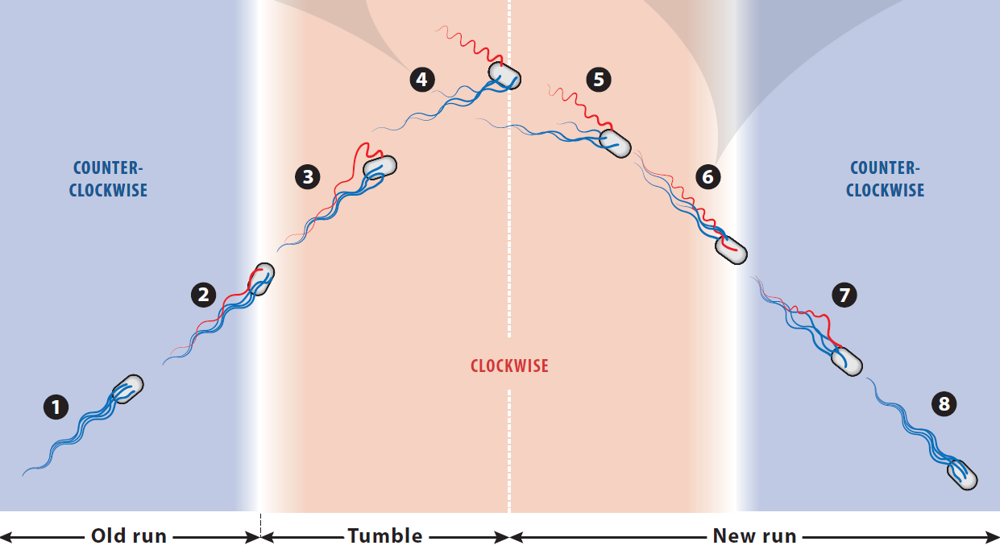 4
5
COUNTER-
CLOCKWISE
3
6
COUNTER-
CLOCKWISE
2
7
CLOCKWISE
1
8
Old run
Tumble
New run